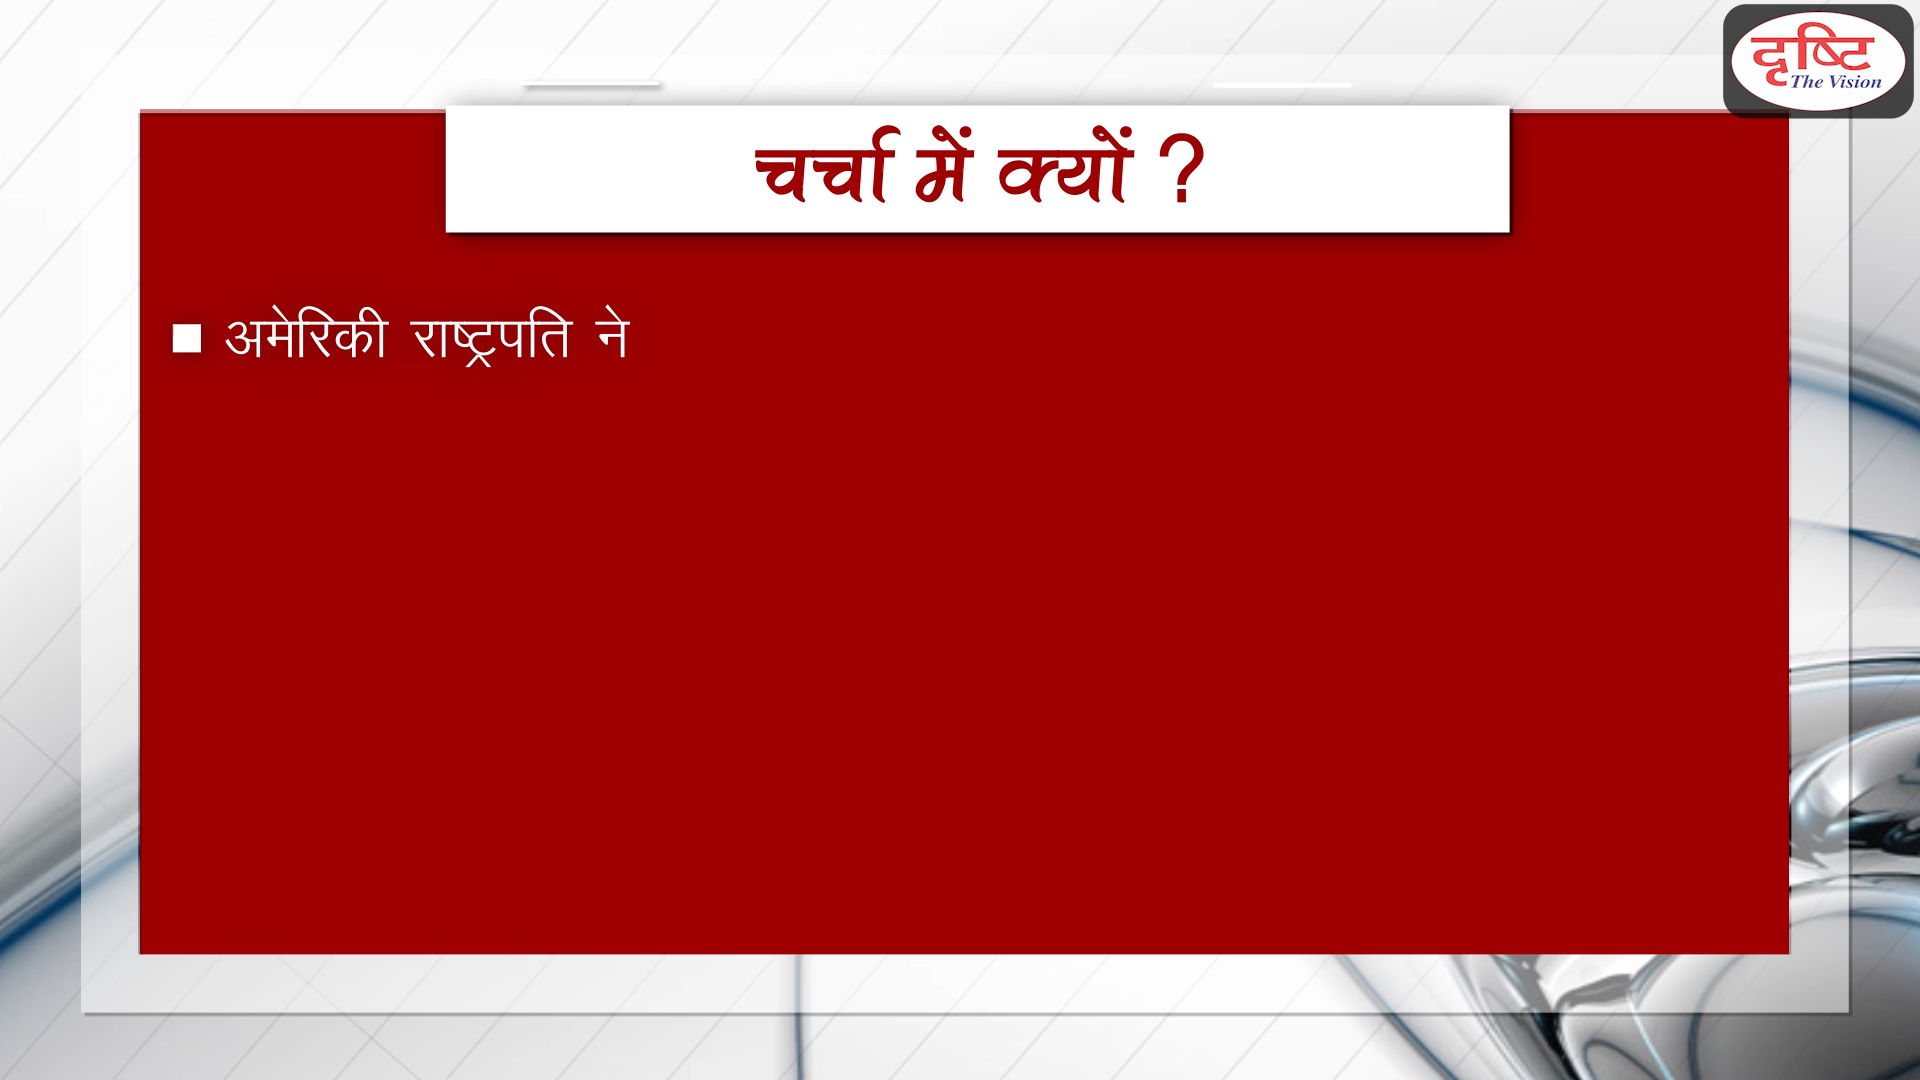 दृष्टि
The Vision
चर्चा में क्यों ?
■ अमेरिकी राष्ट्रपति ने